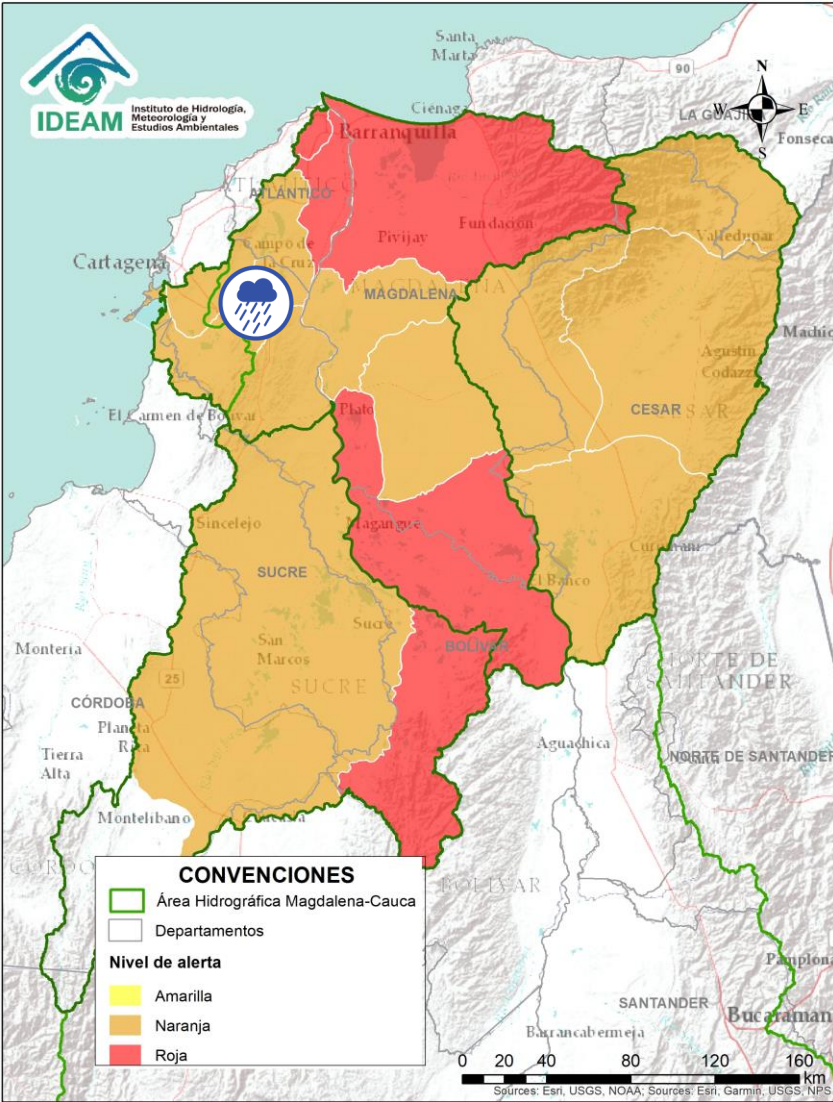 IDEAM
Instituto de Hidrología,
Meteorología y
Estudios Ambientales
Santa
Marta
90
N
W
E
S
Ciénaga
LA GUAJIR
Fonseca
Barranquilla
ATLÁNTICO
Campo de
la Cruz
Pivijay
Fundación
Valledupar
Cartagena
MAGDALENA
Agustín
Codazzi
El Carmen de Bolívar
Plato
CESAR
CESAR
Sincelejo
Magangué
SUCRE
El Banco
Sucre
BOLÍVAR
Montería
San
Marcos
SUCRE
25
CÓRDOBA
Planeta
Rica
NORTE DE
SANTANDER
Tierra
Alta
Aguachica
NORTE DE SANTANDER
Montelíbano
CONVENCIONES
Área Hidrográfica Magdalena-Cauca
Departamentos
Nivel de alerta
Amarilla
Naranja
Roja
BOLÍVAR
Pamplona
SANTANDER
Bucaraman
Barrancabermeja
0 20 40 80 120 160
km
Sources: Esri, USGS, NOAA; Sources: Esri, Garmin, USGS, NPS